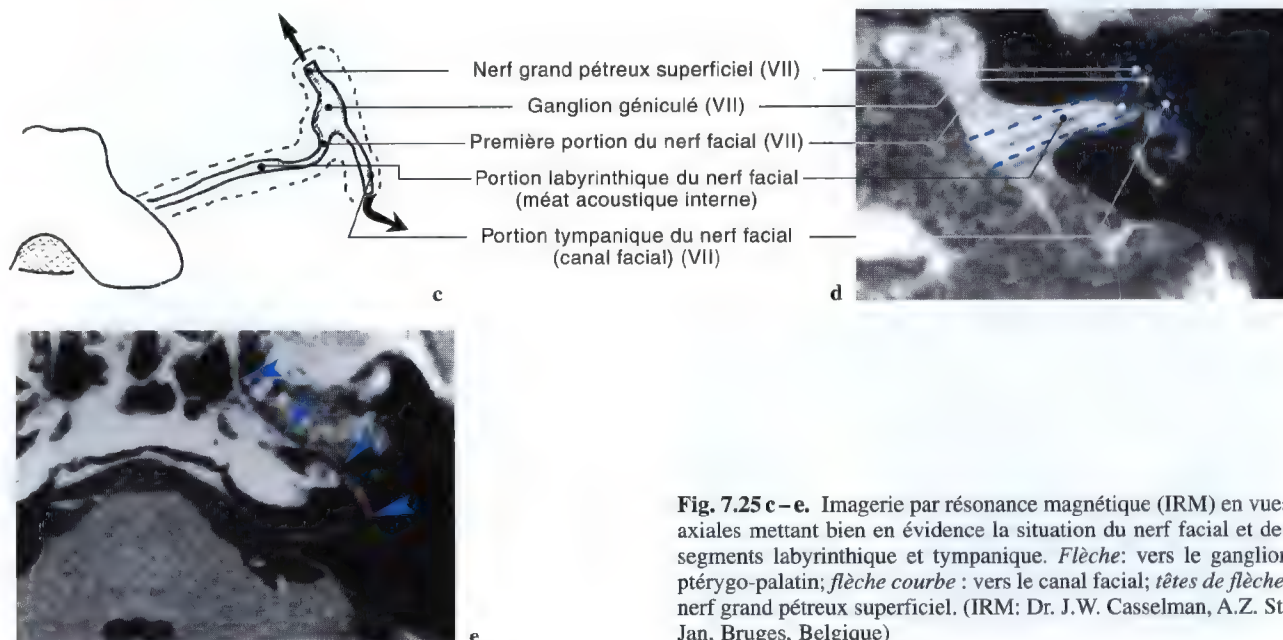 Nerf grand pétreux superficiel (VII)
Ganglion géniculé (VII)
Première portion du nerf facial (VII)
Portion labyrinthique du nerf facial
(méat acoustique interne)
Portion tympanique du nerf facial
(canal facial) (VII)
c
d
e
Fig. 7.25 c – e. Imagerie par résonance magnétique (IRM) en vue
axiales mettant bien en évidence la situation du nerf facial et de
segments labyrinthique et tympanique. Flèche: vers le ganglion
ptérygo-palatin; flèche courbe : vers le canal facial; têtes de flèche
nerf grand pétreux superficiel. (IRM: Dr. J.W. Casselman, A.Z. St
Jan, Bruges, Belgique)